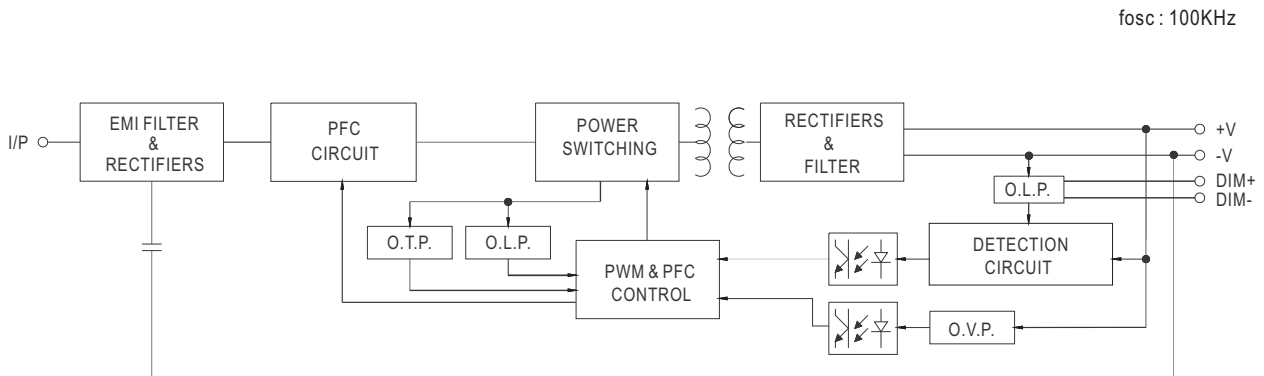 fosc : 100KHz
I/P
EMI FILTER
&
RECTIFIERS
PFC
CIRCUIT
POWER
SWITCHING
RECTIFIERS
&
FILTER
+V
-V
DIM+
DIM-
O.L.P.
O.T.P.
O.L.P.
PWM & PFC
CONTROL
DETECTION
CIRCUIT
O.V.P.